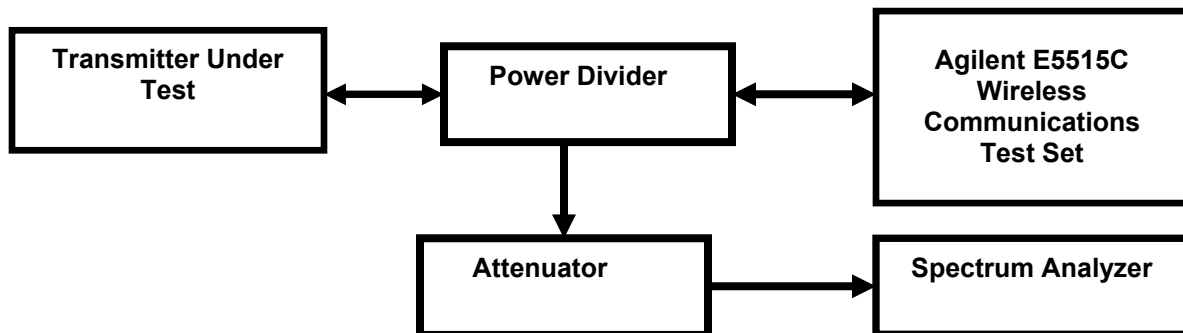 Transmitter Under
Test
Power Divider
Agilent E5515C
Wireless
Communications
Test Set
Attenuator
Spectrum Analyzer